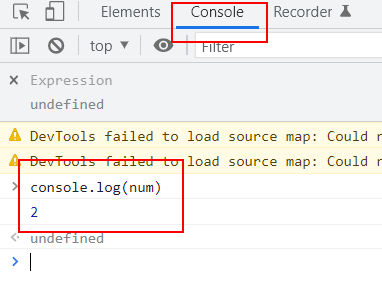 Elements Console Recorder
top Filter
Expression
undefined
DevTools failed to load source map: Could
DevTools failed to load source map: Could
console.log(num)
2
undefined